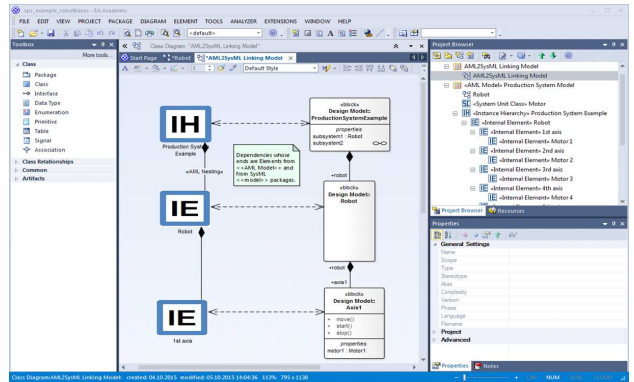 sps_example_roboBasics - EA Academic
FILE EDIT VIEW PROJECT PACKAGE DIAGRAM ELEMENT TOOLS ANALYZER EXTENSIONS WINDOW HELP
<default>
Toolbox
More tools...
Class
Package
Class
Interface
Data Type
Enumeration
Primitive
Table
Signal
Association
Class Relationships
Common
Artifacts
Class Diagram: "AML2SysML Linking Model"
Start Page
*Robot
AML2SysML Linking Model
Default Style
IH
Production System
Example
«AML Nesting»
IE
Robot
IE
1st axis
Dependencies whose
ends are Elements from
<<AML Model>> and
from SysML
<<model>> packages.
«block»
Design Model::
ProductionSystemExample
properties
subsystem1 : Robot
subsystem2
+robot
«block»
Design Model::
Robot
+robot
+axis1
«block»
Design Model::
Axis1
+ move()
+ start()
+ stop()
properties
motor1 : Motor1
Project Browser
AML2SysML Linking Model
AML2SysML Linking Model
«AML Model» Production System Model
Robot
«System Unit Class» Motor
«Instance Hierarchy» Production System Example
«Internal Element» Robot
«Internal Element» 1st axis
«Internal Element» Motor 1
«Internal Element» 2nd axis
«Internal Element» Motor 2
«Internal Element» 3rd axis
«Internal Element» Motor 3
«Internal Element» 4th axis
«Internal Element» Motor 4
Project Browser
Resources
Properties
General Settings
Name
Scope
Type
Stereotype
Alias
Complexity
Version
Phase
Language
Filename
Project
Advanced
Properties
Notes
Class Diagram:AML2SysML Linking Model: created: 04.10.2015 modified: 05.10.2015 14:04:36 113% 795 x 1138
CAP NUM SCRL CLOUD